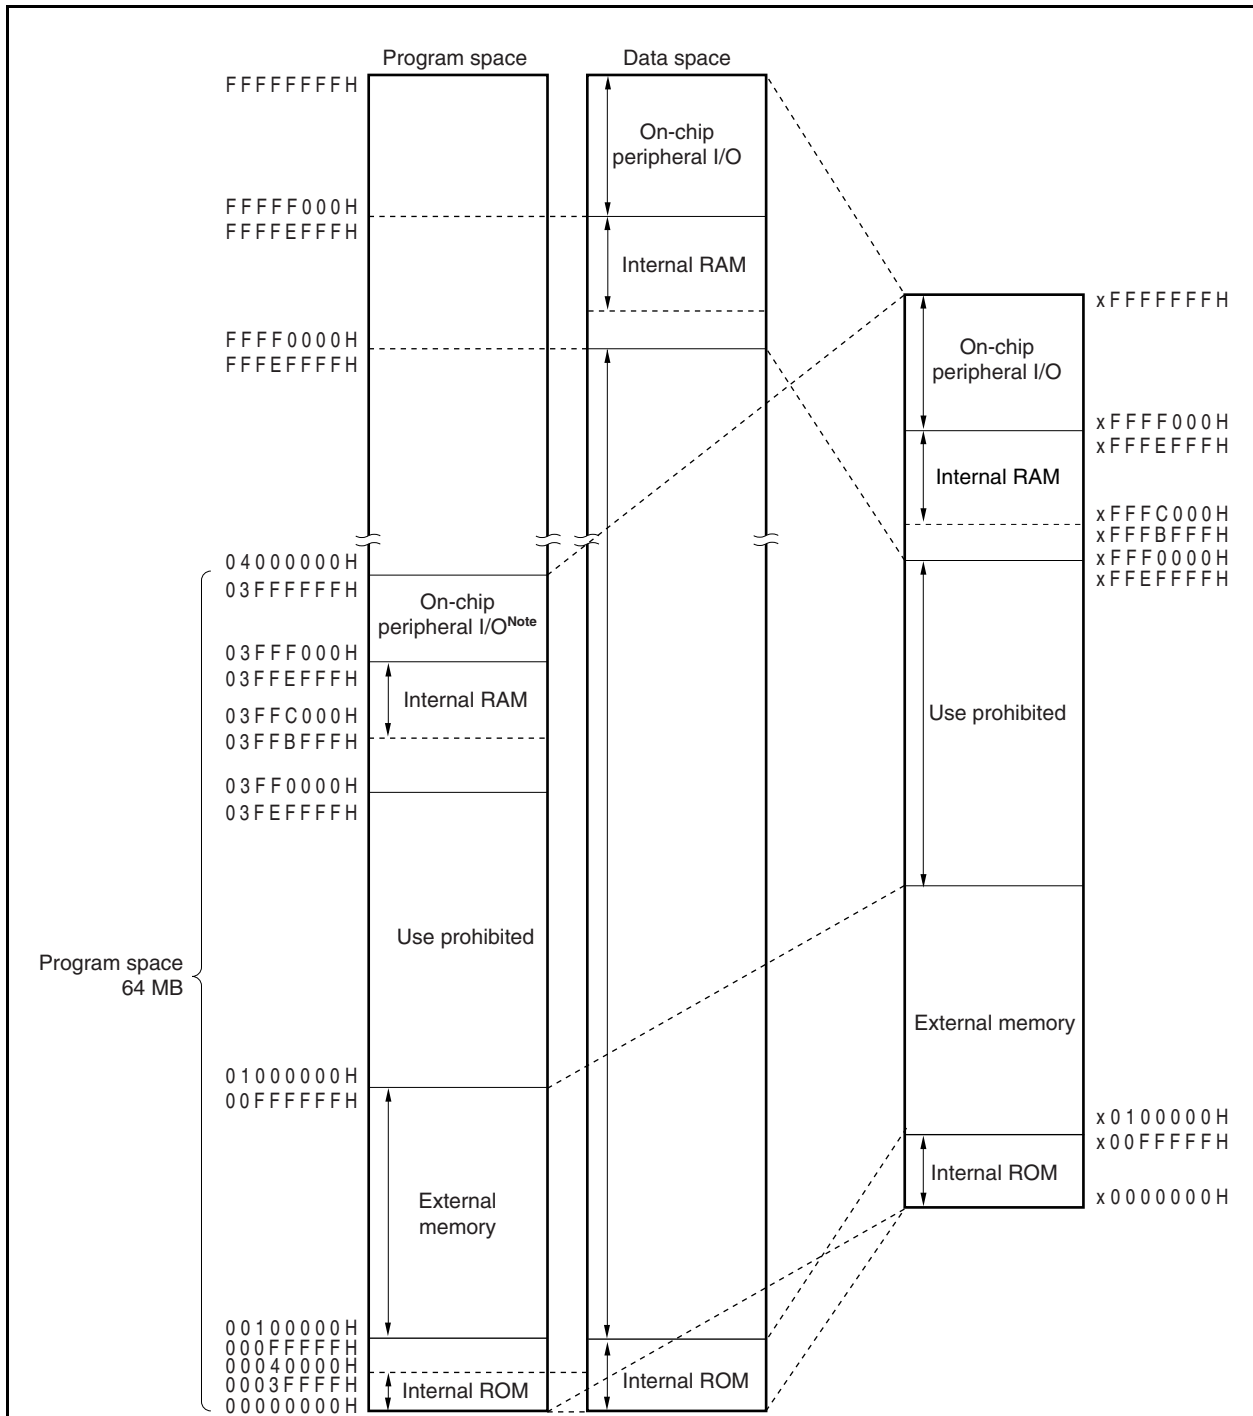 Program space
Data space
FFFFFFFFH
On-chip
peripheral I/O
FFFFF000H
FFFFEFFFH
Internal RAM
FFFF0000H
FFFEFFFFH
04000000H
03FFFFFFH
On-chip
peripheral I/ONote
03FFF000H
03FFEFFFH
Internal RAM
03FFC000H
03FFBFFFH
03FF0000H
03FEFFFFH
Use prohibited
Program space
64 MB
01000000H
00FFFFFFH
External
memory
00100000H
000FFFFFH
00040000H
0003FFFFH
00000000H
Internal ROM
Internal ROM
xFFFFFFFH
On-chip
peripheral I/O
xFFFF000H
xFFFEFFFH
Internal RAM
xFFFC000H
xFFFBFFFH
xFFF0000H
xFFEFFFFH
Use prohibited
External memory
x0100000H
x00FFFFFH
Internal ROM
x0000000H